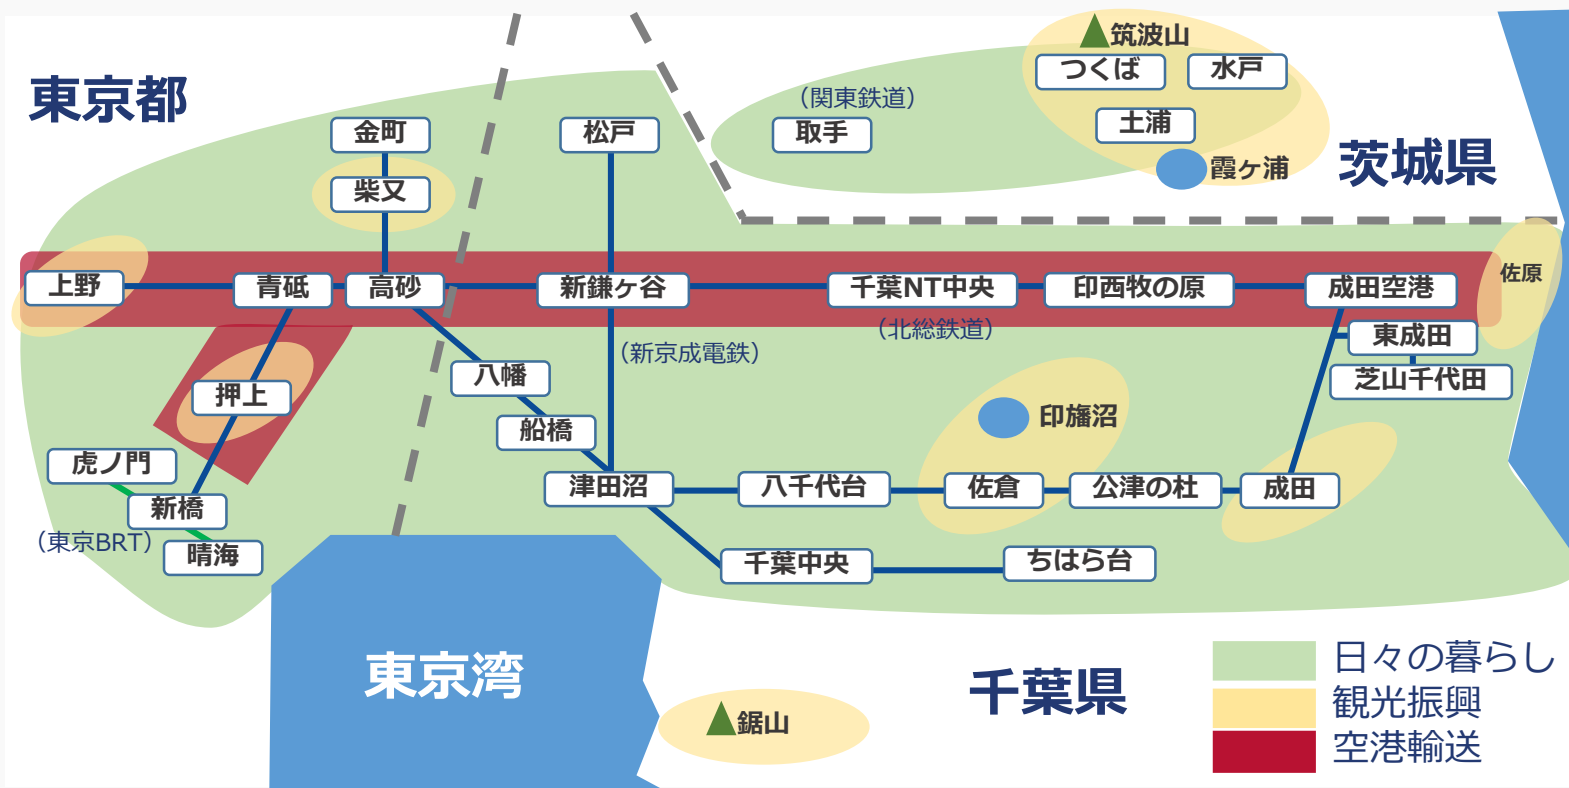 東京都
筑波山
つくば
水戸
（関東鉄道）
取手
土浦
霞ヶ浦
茨城県
金町
松戸
柴又
上野
青砥
高砂
新鎌ヶ谷
千葉NT中央
印西牧の原
成田空港
佐原
（北総鉄道）
東成田
（新京成電鉄）
芝山千代田
八幡
押上
船橋
印旛沼
虎ノ門
津田沼
八千代台
佐倉
公津の杜
成田
新橋
（東京BRT）
晴海
千葉中央
ちはら台
東京湾
千葉県
鋸山
日々の暮らし
観光振興
空港輸送